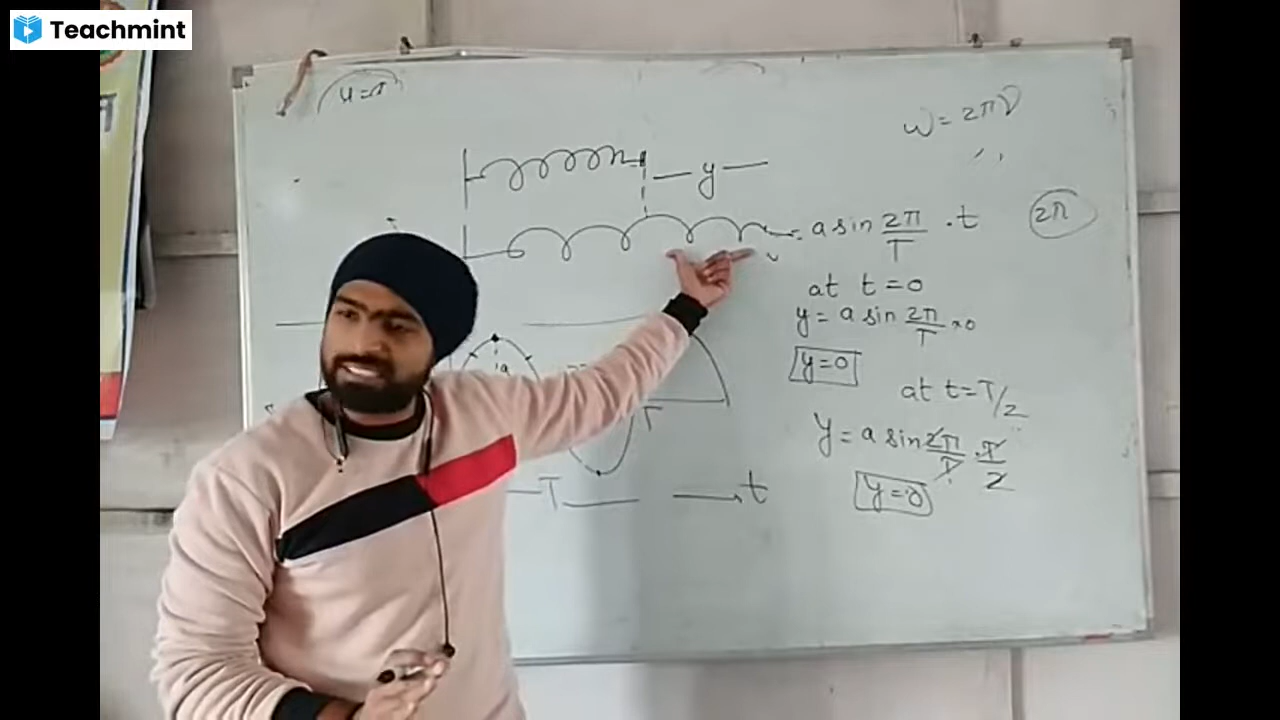 Teachmint
ω = 2πν
y
a sin 2π/T . t
2π
at t = 0
y = a sin 2π/T × 0
y = 0
a
at t = T/2
T
y = a sin 2π/T . T/2
y = 0
T
t